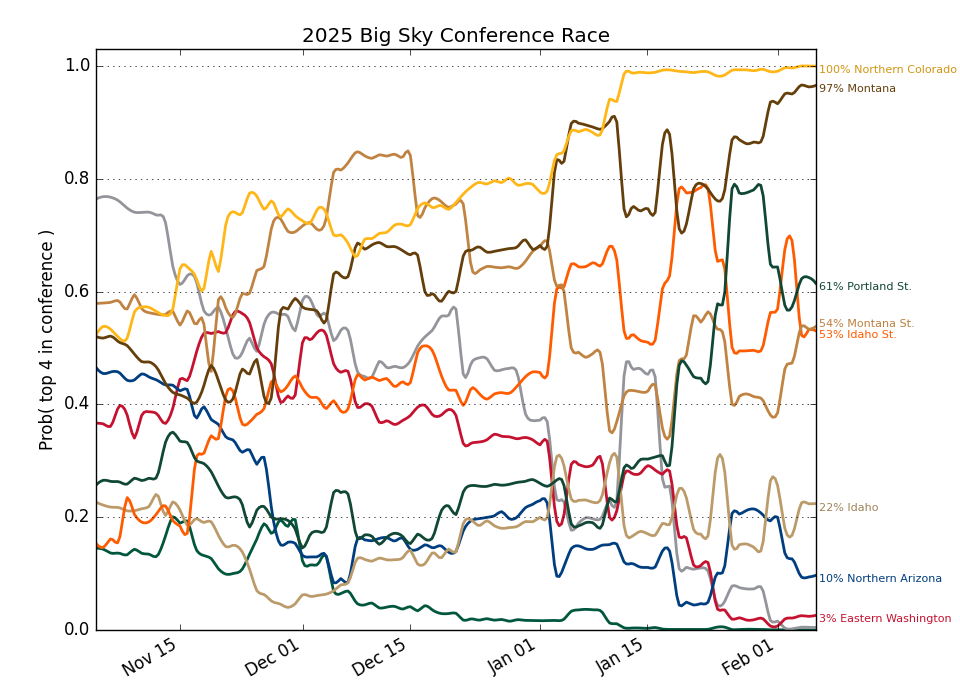 2025 Big Sky Conference Race
Prob( top 4 in conference )
1.0
0.8
0.6
0.4
0.2
0.0
Nov 15
Dec 01
Dec 15
Jan 01
Jan 15
Feb 01
100% Northern Colorado
97% Montana
61% Portland St.
54% Montana St.
53% Idaho St.
22% Idaho
10% Northern Arizona
3% Eastern Washington